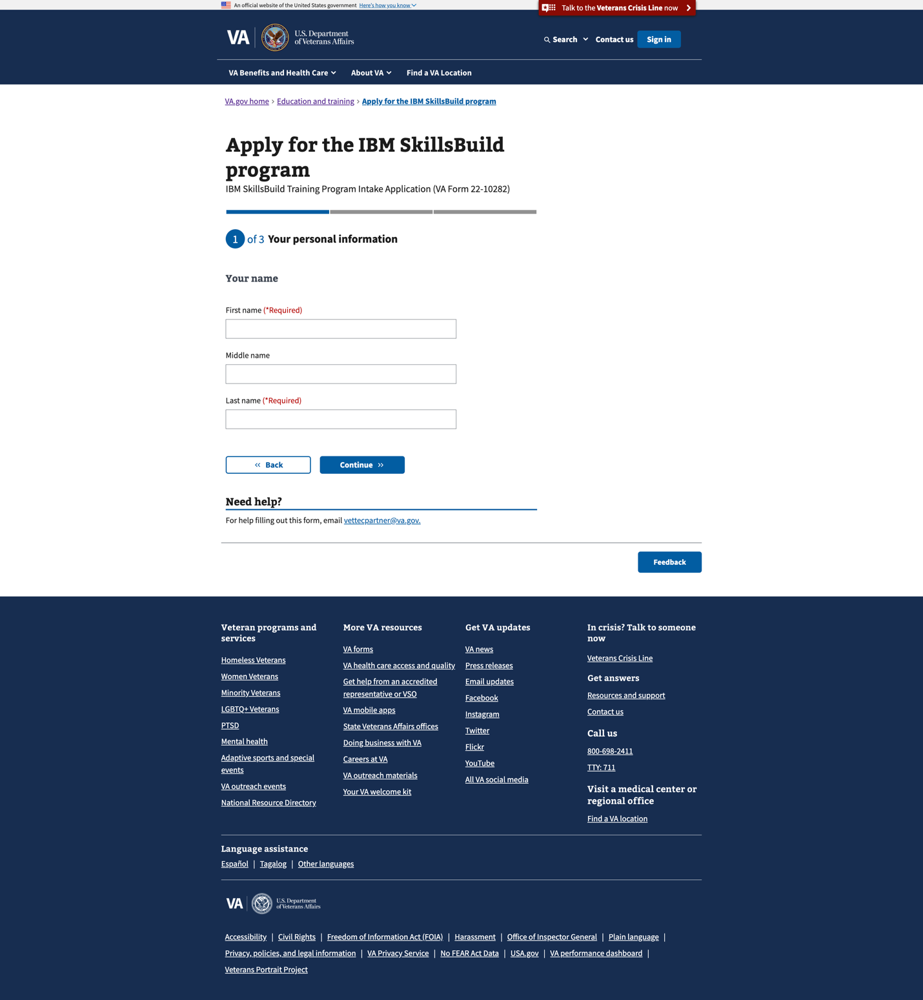 An official website of the United States government Here's how you know
Talk to the Veterans Crisis Line now
VA
U.S. Department
of Veterans Affairs
Search
Contact us
Sign in
VA Benefits and Health Care
About VA
Find a VA Location
VA.gov home › Education and training › Apply for the IBM SkillsBuild program
Apply for the IBM SkillsBuild
program
IBM SkillsBuild Training Program Intake Application (VA Form 22-10282)
1 of 3 Your personal information
Your name
First name (*Required)
Middle name
Last name (*Required)
Back
Continue
Need help?
For help filling out this form, email vettecpartner@va.gov.
Feedback
Veteran programs and
services
Homeless Veterans
Women Veterans
Minority Veterans
LGBTQ+ Veterans
PTSD
Mental health
Adaptive sports and special
events
VA outreach events
National Resource Directory
More VA resources
VA forms
VA health care access and quality
Get help from an accredited
representative or VSO
VA mobile apps
State Veterans Affairs offices
Doing business with VA
Careers at VA
VA outreach materials
Your VA welcome kit
Get VA updates
VA news
Press releases
Email updates
Facebook
Instagram
Twitter
Flickr
YouTube
All VA social media
In crisis? Talk to someone
now
Veterans Crisis Line
Get answers
Resources and support
Contact us
Call us
800-698-2411
TTY: 711
Visit a medical center or
regional office
Find a VA location
Language assistance
Español | Tagalog | Other languages
VA
U.S. Department
of Veterans Affairs
Accessibility | Civil Rights | Freedom of Information Act (FOIA) | Harassment | Office of Inspector General | Plain language |
Privacy, policies, and legal information | VA Privacy Service | No FEAR Act Data | USA.gov | VA performance dashboard |
Veterans Portrait Project